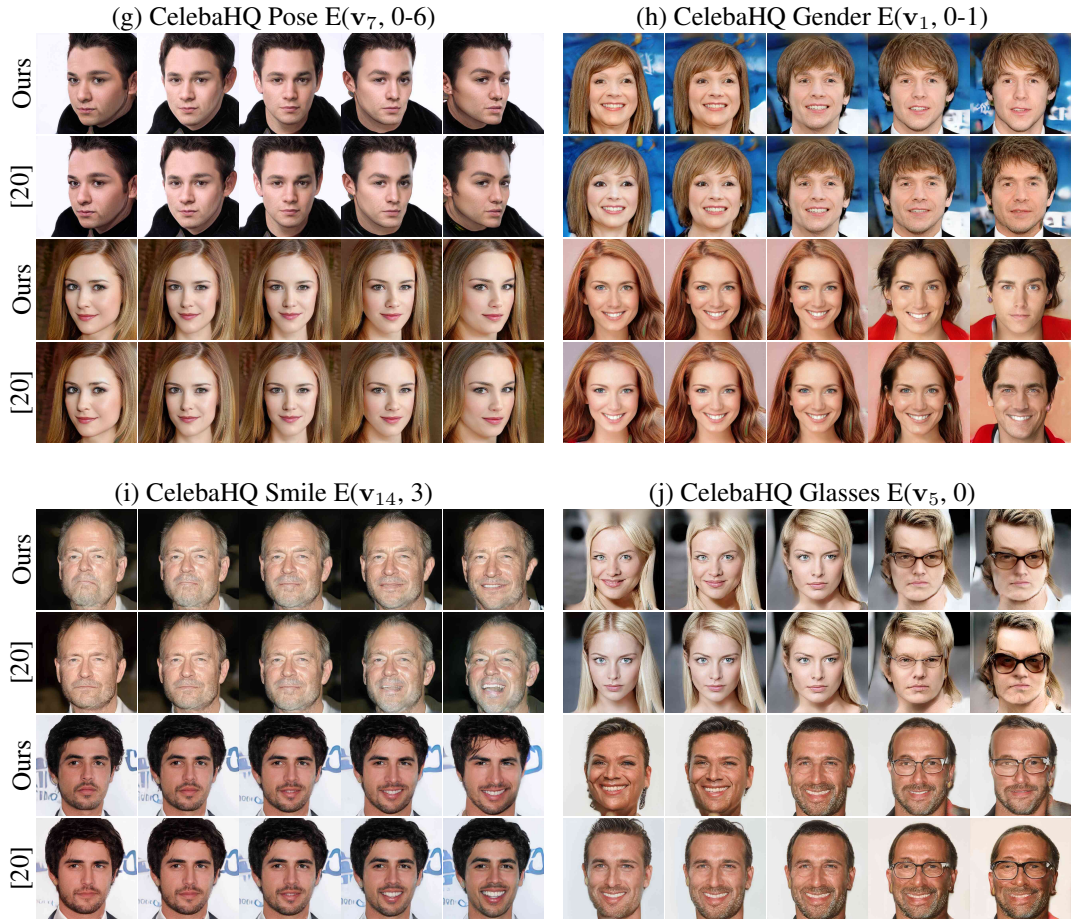 (g) CelebaHQ Pose E(v₇, 0-6)
Ours
[20]
Ours
[20]
(h) CelebaHQ Gender E(v₁, 0-1)
(i) CelebaHQ Smile E(v₁₄, 3)
Ours
[20]
Ours
[20]
(j) CelebaHQ Glasses E(v₅, 0)